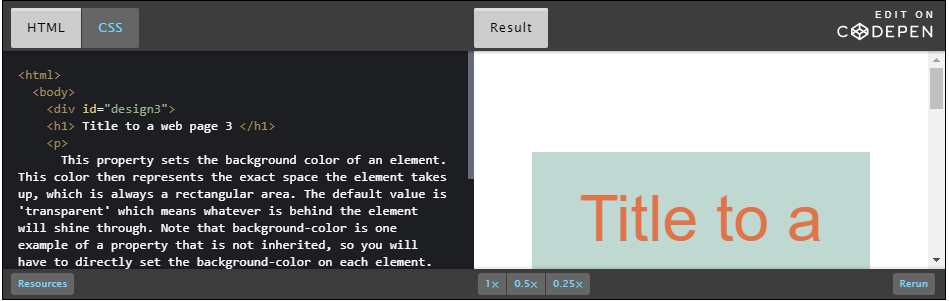 HTML
CSS
Result
EDIT ON
CODEPEN
<html>
<body>
<div id="design3">
<h1> Title to a web page 3 </h1>
<p>
This property sets the background color of an element.
This color then represents the exact space the element takes
up, which is always a rectangular area. The default value is
'transparent' which means whatever is behind the element
will shine through. Note that background-color is one
example of a property that is not inherited, so you will
have to directly set the background-color on each element.
Title to a
Resources
1×
0.5×
0.25×
Rerun